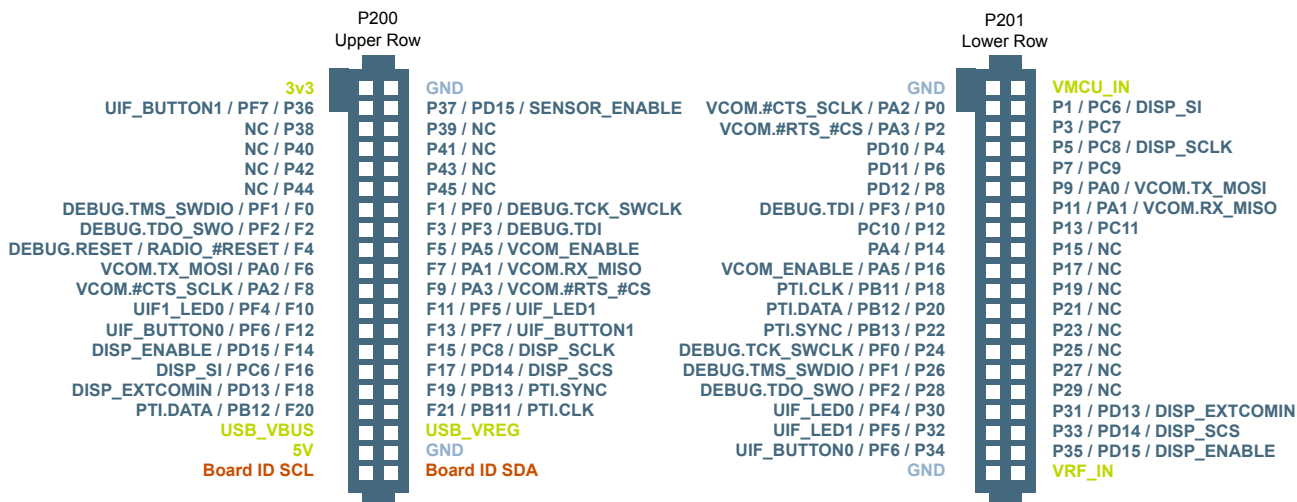 P200
Upper Row
3v3
GND
UIF_BUTTON1 / PF7 / P36
P37 / PD15 / SENSOR_ENABLE
NC / P38
P39 / NC
NC / P40
P41 / NC
NC / P42
P43 / NC
NC / P44
P45 / NC
DEBUG.TMS_SWDIO / PF1 / F0
F1 / PF0 / DEBUG.TCK_SWCLK
DEBUG.TDO_SWO / PF2 / F2
F3 / PF3 / DEBUG.TDI
DEBUG.RESET / RADIO_#RESET / F4
F5 / PA5 / VCOM_ENABLE
VCOM.TX_MOSI / PA0 / F6
F7 / PA1 / VCOM.RX_MISO
VCOM.#CTS_SCLK / PA2 / F8
F9 / PA3 / VCOM.#RTS_#CS
UIF1_LED0 / PF4 / F10
F11 / PF5 / UIF_LED1
UIF_BUTTON0 / PF6 / F12
F13 / PF7 / UIF_BUTTON1
DISP_ENABLE / PD15 / F14
F15 / PC8 / DISP_SCLK
DISP_SI / PC6 / F16
F17 / PD14 / DISP_SCS
DISP_EXTCOMIN / PD13 / F18
F19 / PB13 / PTI.SYNC
PTI.DATA / PB12 / F20
F21 / PB11 / PTI.CLK
USB_VBUS
USB_VREG
5V
GND
Board ID SCL
Board ID SDA
P201
Lower Row
GND
VMCU_IN
VCOM.#CTS_SCLK / PA2 / P0
P1 / PC6 / DISP_SI
VCOM.#RTS_#CS / PA3 / P2
P3 / PC7
PD10 / P4
P5 / PC8 / DISP_SCLK
PD11 / P6
P7 / PC9
PD12 / P8
P9 / PA0 / VCOM.TX_MOSI
DEBUG.TDI / PF3 / P10
P11 / PA1 / VCOM.RX_MISO
PC10 / P12
P13 / PC11
PA4 / P14
P15 / NC
VCOM_ENABLE / PA5 / P16
P17 / NC
PTI.CLK / PB11 / P18
P19 / NC
PTI.DATA / PB12 / P20
P21 / NC
PTI.SYNC / PB13 / P22
P23 / NC
DEBUG.TCK_SWCLK / PF0 / P24
P25 / NC
DEBUG.TMS_SWDIO / PF1 / P26
P27 / NC
DEBUG.TDO_SWO / PF2 / P28
P29 / NC
UIF_LED0 / PF4 / P30
P31 / PD13 / DISP_EXTCOMIN
UIF_LED1 / PF5 / P32
P33 / PD14 / DISP_SCS
UIF_BUTTON0 / PF6 / P34
P35 / PD15 / DISP_ENABLE
GND
VRF_IN